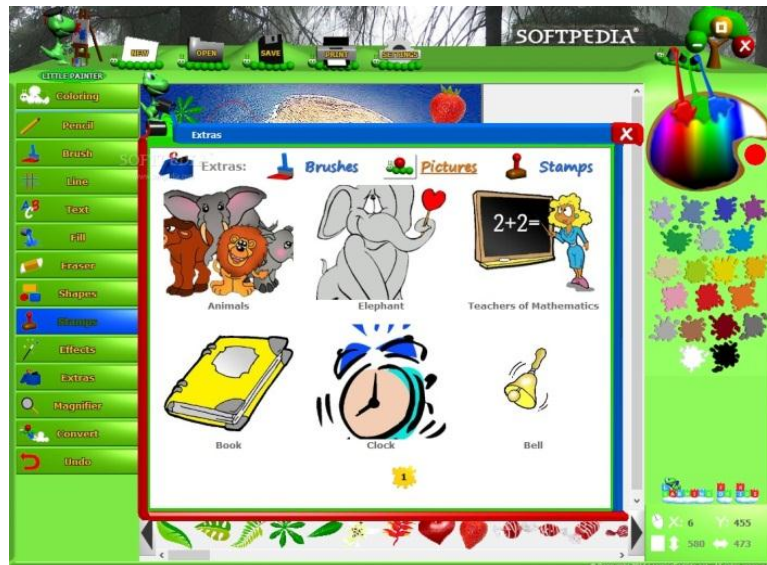 SOFTPEDIA®
NEW
OPEN
SAVE
PRINT
SETTINGS
LITTLE PAINTER
Coloring
Pencil
Brush
Line
Text
Fill
Eraser
Shapes
Stamps
Effects
Extras
Magnifier
Convert
Undo
Extras
X
Extras:
Brushes
Pictures
Stamps
2+2=
Animals
Elephant
Teachers of Mathematics
Book
Clock
Bell
1
X: 6
Y: 455
580
473